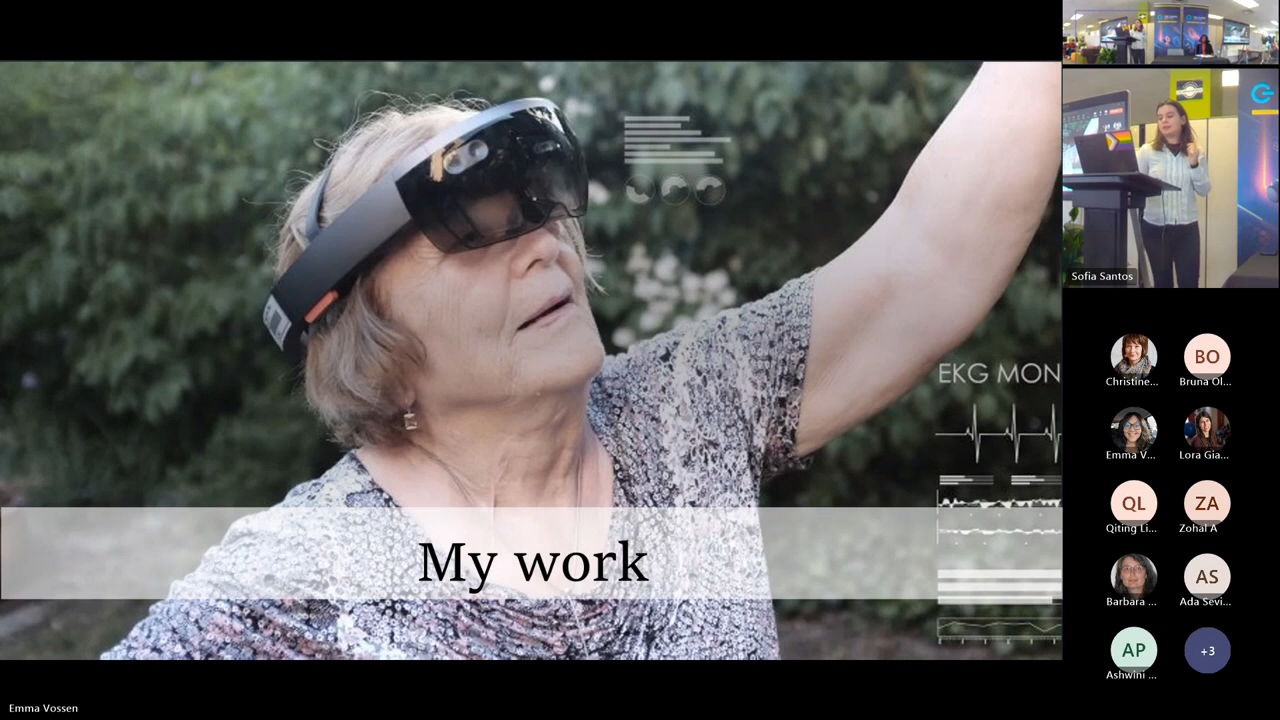 EKG MON
My work
Emma Vossen
Sofia Santos
Christine...
BO
Bruna Ol...
Emma V...
Lora Gia...
QL
ZA
Qiting Li...
Zohal A
Barbara ...
AS
Ada Sevi...
AP
Ashwini ...
+3